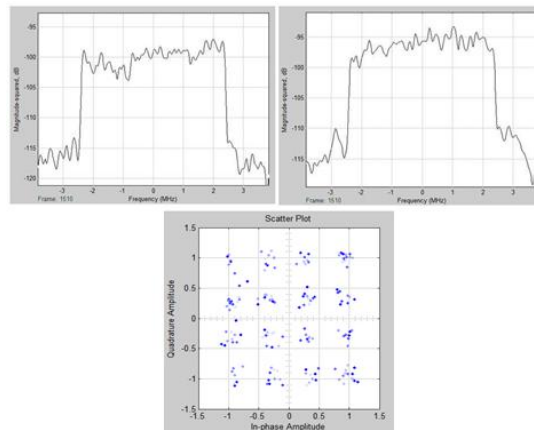 -95
-100
-105
-110
-115
-120
Magnitude-squared, dB
-3 -2 -1 0 1 2 3
Frequency (MHz)
Frame: 1518
-95
-100
-105
-110
-115
Magnitude-squared, dB
-3 -2 -1 0 1 2 3
Frequency (MHz)
Frame: 1518
Scatter Plot
1.5
1
0.5
0
-0.5
-1
-1.5
Quadrature Amplitude
-1.5 -1 -0.5 0 0.5 1 1.5
In-phase Amplitude